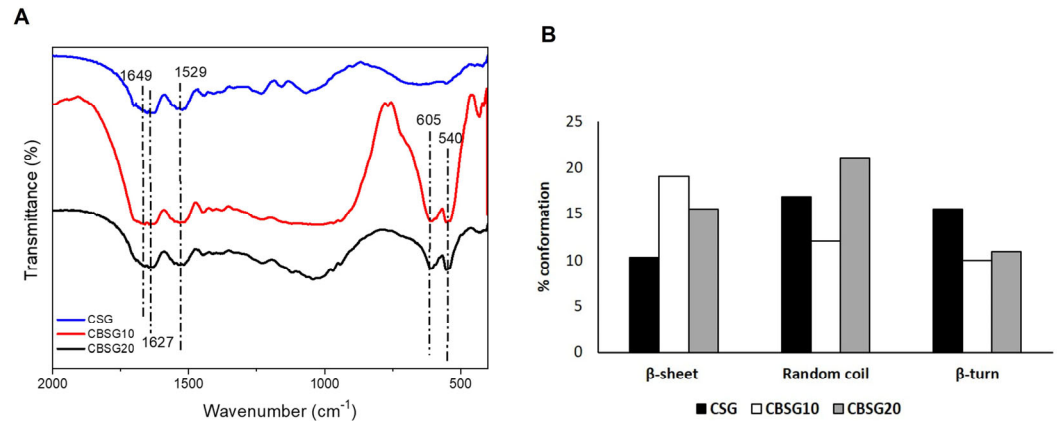 A
1649
1529
605
540
1627
Transmittance (%)
CSG
CBSG10
CBSG20
2000
1500
1000
500
Wavenumber (cm⁻¹)
B
25
20
15
10
5
0
% conformation
β-sheet
Random coil
β-turn
CSG
CBSG10
CBSG20